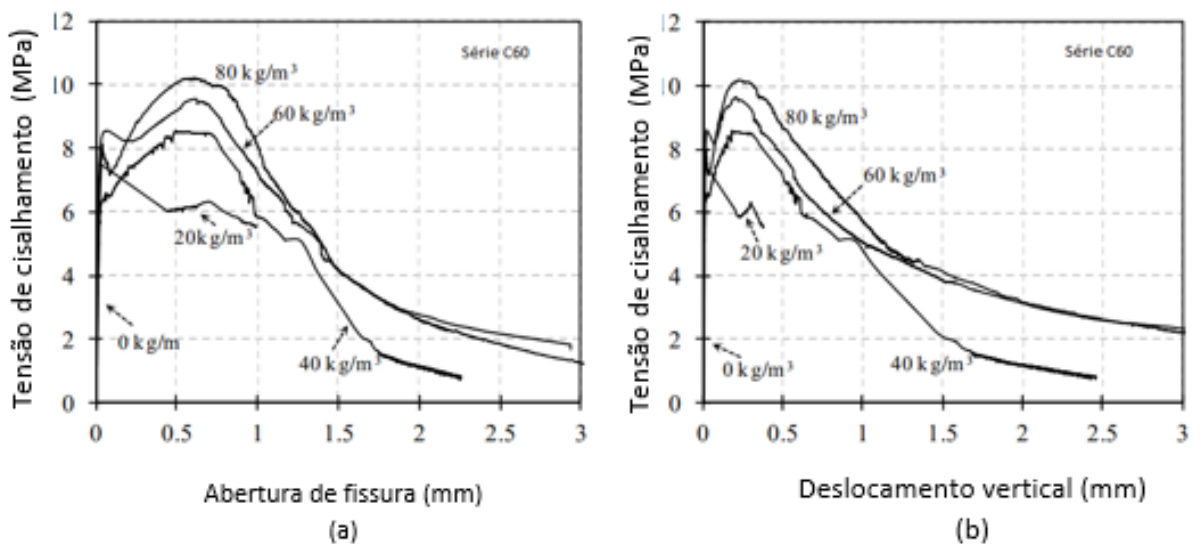 Tensão de cisalhamento (MPa)
12
10
8
6
4
2
0
Série C60
80 kg/m³
60 kg/m³
20kg/m³
0 kg/m
40 kg/m³
0 0.5 1 1.5 2 2.5 3
Abertura de fissura (mm)
(a)
Tensão de cisalhamento (MPa)
12
10
8
6
4
2
0
Série C60
80 kg/m³
60 kg/m³
20 kg/m³
0 kg/m³
40 kg/m³
0 0.5 1 1.5 2 2.5 3
Deslocamento vertical (mm)
(b)